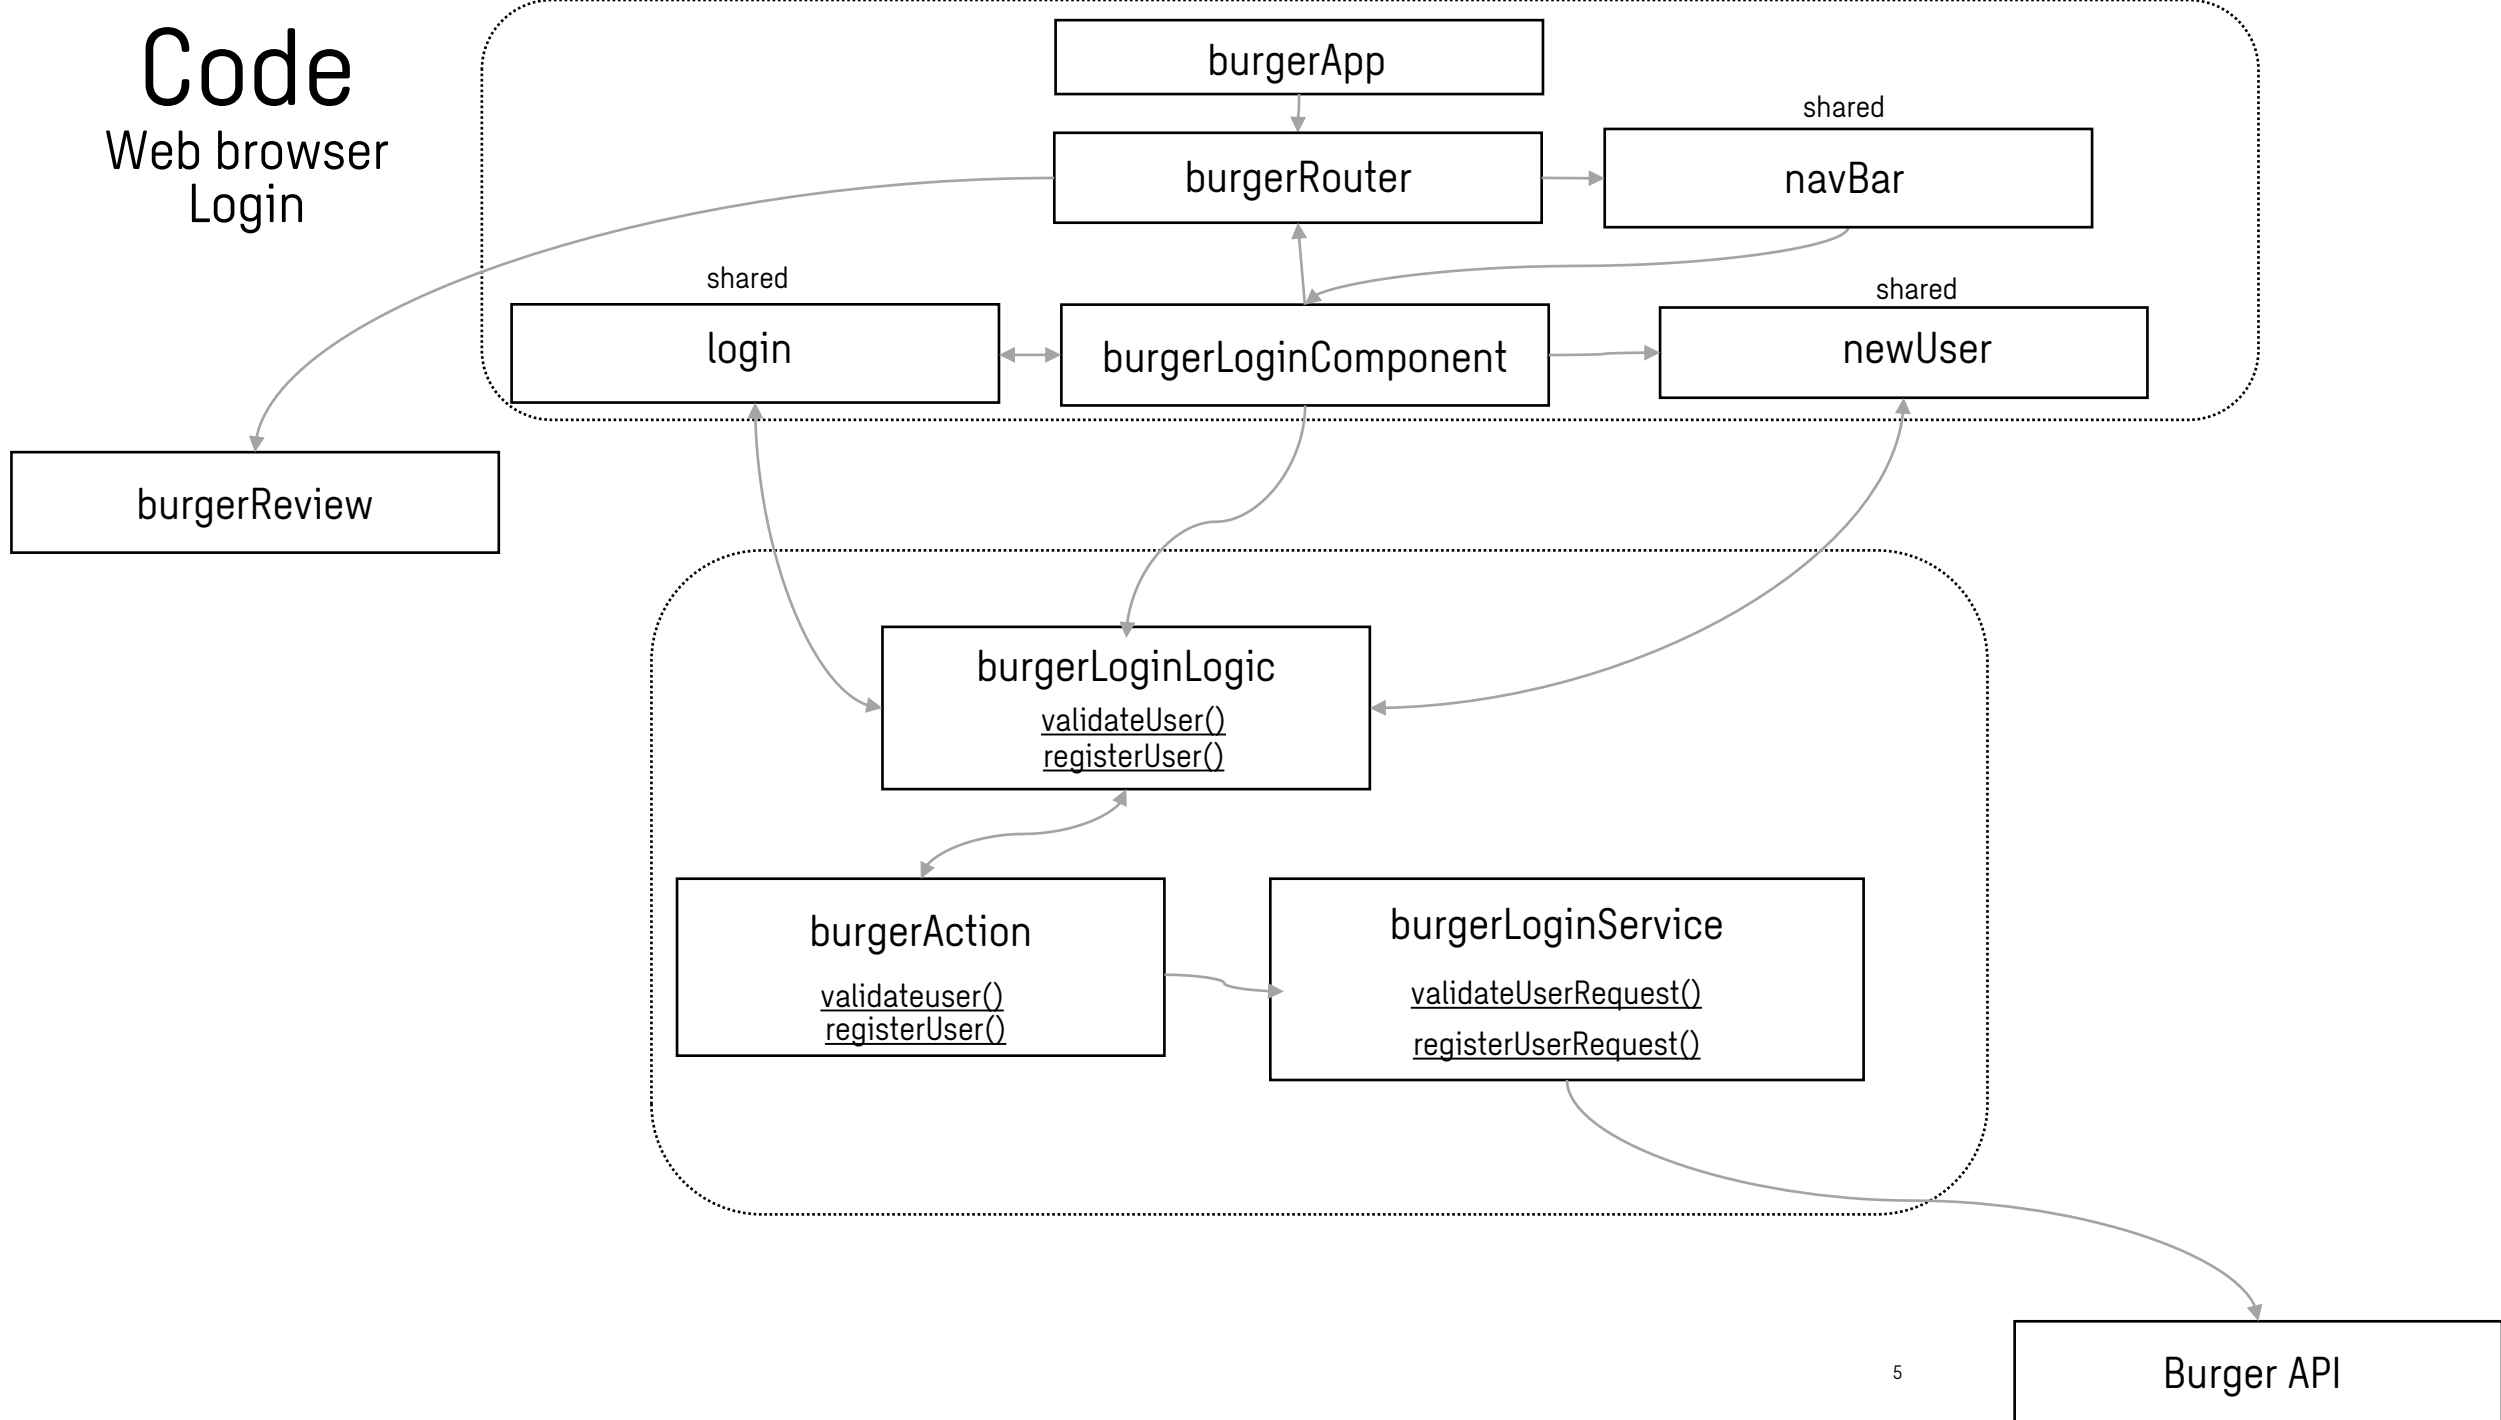 Code
Web browser
Login
burgerApp
shared
burgerRouter
navBar
shared
shared
login
burgerLoginComponent
newUser
burgerReview
burgerLoginLogic
validateUser()
registerUser()
burgerAction
validateuser()
registerUser()
burgerLoginService
validateUserRequest()
registerUserRequest()
5
Burger API